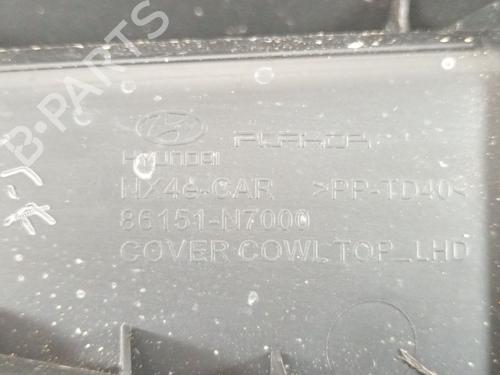 B-PARTS
HYUNDAI
NX4e-CAR >PP-TD40<
86151-N7000
COVER COWL TOP_LHD